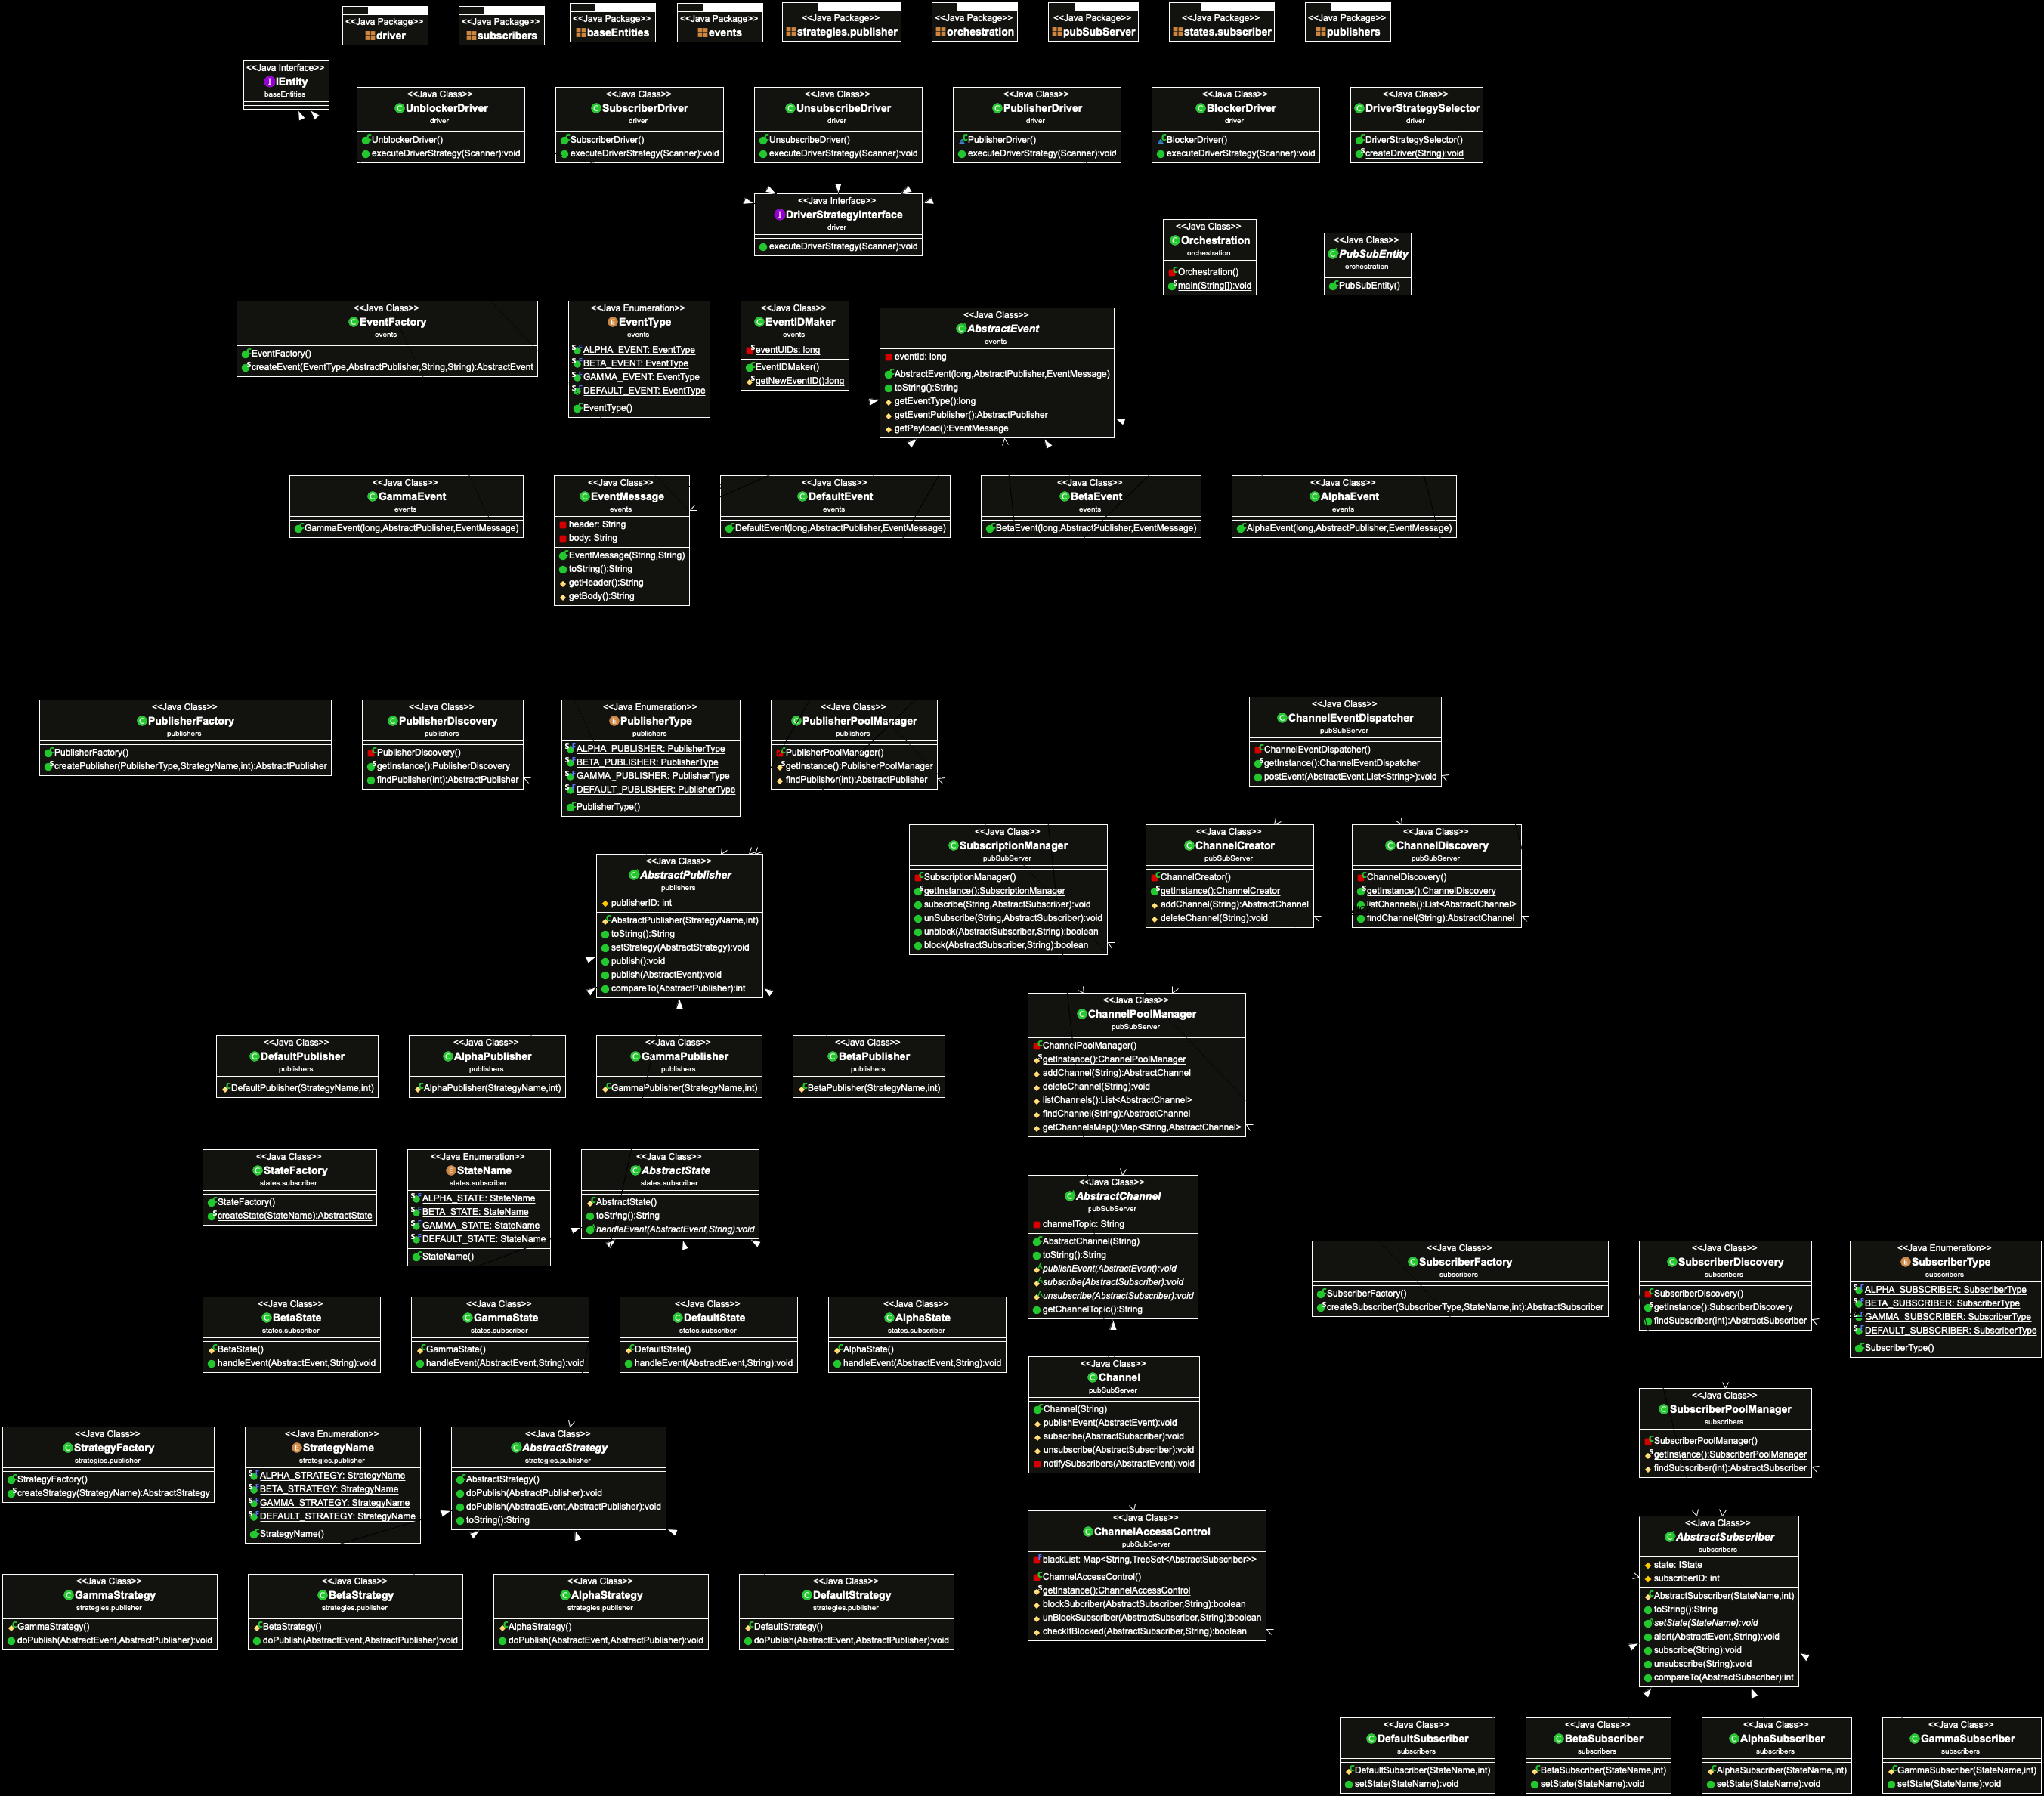 <<Java Package>>
driver
<<Java Package>>
subscribers
<<Java Package>>
baseEntities
<<Java Package>>
events
<<Java Package>>
strategies.publisher
<<Java Package>>
orchestration
<<Java Package>>
pubSubServer
<<Java Package>>
states.subscriber
<<Java Package>>
publishers
<<Java Interface>>
IEntity
baseEntities
<<Java Class>>
UnblockerDriver
driver
UnblockerDriver()
executeDriverStrategy(Scanner):void
<<Java Class>>
SubscriberDriver
driver
SubscriberDriver()
executeDriverStrategy(Scanner):void
<<Java Class>>
UnsubscribeDriver
driver
UnsubscribeDriver()
executeDriverStrategy(Scanner):void
<<Java Class>>
PublisherDriver
driver
PublisherDriver()
executeDriverStrategy(Scanner):void
<<Java Class>>
BlockerDriver
driver
BlockerDriver()
executeDriverStrategy(Scanner):void
<<Java Class>>
DriverStrategySelector
driver
DriverStrategySelector()
createDriver(String):void
<<Java Interface>>
DriverStrategyInterface
driver
executeDriverStrategy(Scanner):void
<<Java Class>>
Orchestration
orchestration
Orchestration()
main(String[]):void
<<Java Class>>
PubSubEntity
orchestration
PubSubEntity()
<<Java Class>>
EventFactory
events
EventFactory()
createEvent(EventType,AbstractPublisher,String,String):AbstractEvent
<<Java Enumeration>>
EventType
events
ALPHA_EVENT: EventType
BETA_EVENT: EventType
GAMMA_EVENT: EventType
DEFAULT_EVENT: EventType
EventType()
<<Java Class>>
EventIDMaker
events
eventUIDs: long
EventIDMaker()
getNewEventID():long
<<Java Class>>
AbstractEvent
events
eventId: long
AbstractEvent(long,AbstractPublisher,EventMessage)
toString():String
getEventType():long
getEventPublisher():AbstractPublisher
getPayload():EventMessage
<<Java Class>>
GammaEvent
events
GammaEvent(long,AbstractPublisher,EventMessage)
<<Java Class>>
EventMessage
events
header: String
body: String
EventMessage(String,String)
toString():String
getHeader():String
getBody():String
<<Java Class>>
DefaultEvent
events
DefaultEvent(long,AbstractPublisher,EventMessage)
<<Java Class>>
BetaEvent
events
BetaEvent(long,AbstractPublisher,EventMessage)
<<Java Class>>
AlphaEvent
events
AlphaEvent(long,AbstractPublisher,EventMessage)
<<Java Class>>
PublisherFactory
publishers
PublisherFactory()
createPublisher(PublisherType,StrategyName,int):AbstractPublisher
<<Java Class>>
PublisherDiscovery
publishers
PublisherDiscovery()
getInstance():PublisherDiscovery
findPublisher(int):AbstractPublisher
<<Java Enumeration>>
PublisherType
publishers
ALPHA_PUBLISHER: PublisherType
BETA_PUBLISHER: PublisherType
GAMMA_PUBLISHER: PublisherType
DEFAULT_PUBLISHER: PublisherType
PublisherType()
<<Java Class>>
PublisherPoolManager
publishers
PublisherPoolManager()
getInstance():PublisherPoolManager
findPublisher(int):AbstractPublisher
<<Java Class>>
ChannelEventDispatcher
pubSubServer
ChannelEventDispatcher()
getInstance():ChannelEventDispatcher
postEvent(AbstractEvent,List<String>):void
<<Java Class>>
SubscriptionManager
pubSubServer
SubscriptionManager()
getInstance():SubscriptionManager
subscribe(String,AbstractSubscriber):void
unSubscribe(String,AbstractSubscriber):void
unblock(AbstractSubscriber,String):boolean
block(AbstractSubscriber,String):boolean
<<Java Class>>
ChannelCreator
pubSubServer
ChannelCreator()
getInstance():ChannelCreator
addChannel(String):AbstractChannel
deleteChannel(String):void
<<Java Class>>
ChannelDiscovery
pubSubServer
ChannelDiscovery()
getInstance():ChannelDiscovery
listChannels():List<AbstractChannel>
findChannel(String):AbstractChannel
<<Java Class>>
AbstractPublisher
publishers
publisherID: int
AbstractPublisher(StrategyName,int)
toString():String
setStrategy(AbstractStrategy):void
publish():void
publish(AbstractEvent):void
compareTo(AbstractPublisher):int
<<Java Class>>
ChannelPoolManager
pubSubServer
ChannelPoolManager()
getInstance():ChannelPoolManager
addChannel(String):AbstractChannel
deleteChannel(String):void
listChannels():List<AbstractChannel>
findChannel(String):AbstractChannel
getChannelsMap():Map<String,AbstractChannel>
<<Java Class>>
DefaultPublisher
publishers
DefaultPublisher(StrategyName,int)
<<Java Class>>
AlphaPublisher
publishers
AlphaPublisher(StrategyName,int)
<<Java Class>>
GammaPublisher
publishers
GammaPublisher(StrategyName,int)
<<Java Class>>
BetaPublisher
publishers
BetaPublisher(StrategyName,int)
<<Java Class>>
StateFactory
states.subscriber
StateFactory()
createState(StateName):AbstractState
<<Java Enumeration>>
StateName
states.subscriber
ALPHA_STATE: StateName
BETA_STATE: StateName
GAMMA_STATE: StateName
DEFAULT_STATE: StateName
StateName()
<<Java Class>>
AbstractState
states.subscriber
AbstractState()
toString():String
handleEvent(AbstractEvent,String):void
<<Java Class>>
AbstractChannel
pubSubServer
channelTopic: String
AbstractChannel(String)
toString():String
publishEvent(AbstractEvent):void
subscribe(AbstractSubscriber):void
unsubscribe(AbstractSubscriber):void
getChannelTopic():String
<<Java Class>>
SubscriberFactory
subscribers
SubscriberFactory()
createSubscriber(SubscriberType,StateName,int):AbstractSubscriber
<<Java Class>>
SubscriberDiscovery
subscribers
SubscriberDiscovery()
getInstance():SubscriberDiscovery
findSubscriber(int):AbstractSubscriber
<<Java Enumeration>>
SubscriberType
subscribers
ALPHA_SUBSCRIBER: SubscriberType
BETA_SUBSCRIBER: SubscriberType
GAMMA_SUBSCRIBER: SubscriberType
DEFAULT_SUBSCRIBER: SubscriberType
SubscriberType()
<<Java Class>>
BetaState
states.subscriber
BetaState()
handleEvent(AbstractEvent,String):void
<<Java Class>>
GammaState
states.subscriber
GammaState()
handleEvent(AbstractEvent,String):void
<<Java Class>>
DefaultState
states.subscriber
DefaultState()
handleEvent(AbstractEvent,String):void
<<Java Class>>
AlphaState
states.subscriber
AlphaState()
handleEvent(AbstractEvent,String):void
<<Java Class>>
Channel
pubSubServer
Channel(String)
publishEvent(AbstractEvent):void
subscribe(AbstractSubscriber):void
unsubscribe(AbstractSubscriber):void
notifySubscribers(AbstractEvent):void
<<Java Class>>
SubscriberPoolManager
subscribers
SubscriberPoolManager()
getInstance():SubscriberPoolManager
findSubscriber(int):AbstractSubscriber
<<Java Class>>
StrategyFactory
strategies.publisher
StrategyFactory()
createStrategy(StrategyName):AbstractStrategy
<<Java Enumeration>>
StrategyName
strategies.publisher
ALPHA_STRATEGY: StrategyName
BETA_STRATEGY: StrategyName
GAMMA_STRATEGY: StrategyName
DEFAULT_STRATEGY: StrategyName
StrategyName()
<<Java Class>>
AbstractStrategy
strategies.publisher
AbstractStrategy()
doPublish(AbstractPublisher):void
doPublish(AbstractEvent,AbstractPublisher):void
toString():String
<<Java Class>>
ChannelAccessControl
pubSubServer
blackList: Map<String,TreeSet<AbstractSubscriber>>
ChannelAccessControl()
getInstance():ChannelAccessControl
blockSubcriber(AbstractSubscriber,String):boolean
unBlockSubscriber(AbstractSubscriber,String):boolean
checkIfBlocked(AbstractSubscriber,String):boolean
<<Java Class>>
AbstractSubscriber
subscribers
state: IState
subscriberID: int
AbstractSubscriber(StateName,int)
toString():String
setState(StateName):void
alert(AbstractEvent,String):void
subscribe(String):void
unsubscribe(String):void
compareTo(AbstractSubscriber):int
<<Java Class>>
GammaStrategy
strategies.publisher
GammaStrategy()
doPublish(AbstractEvent,AbstractPublisher):void
<<Java Class>>
BetaStrategy
strategies.publisher
BetaStrategy()
doPublish(AbstractEvent,AbstractPublisher):void
<<Java Class>>
AlphaStrategy
strategies.publisher
AlphaStrategy()
doPublish(AbstractEvent,AbstractPublisher):void
<<Java Class>>
DefaultStrategy
strategies.publisher
DefaultStrategy()
doPublish(AbstractEvent,AbstractPublisher):void
<<Java Class>>
DefaultSubscriber
subscribers
DefaultSubscriber(StateName,int)
setState(StateName):void
<<Java Class>>
BetaSubscriber
subscribers
BetaSubscriber(StateName,int)
setState(StateName):void
<<Java Class>>
AlphaSubscriber
subscribers
AlphaSubscriber(StateName,int)
setState(StateName):void
<<Java Class>>
GammaSubscriber
subscribers
GammaSubscriber(StateName,int)
setState(StateName):void